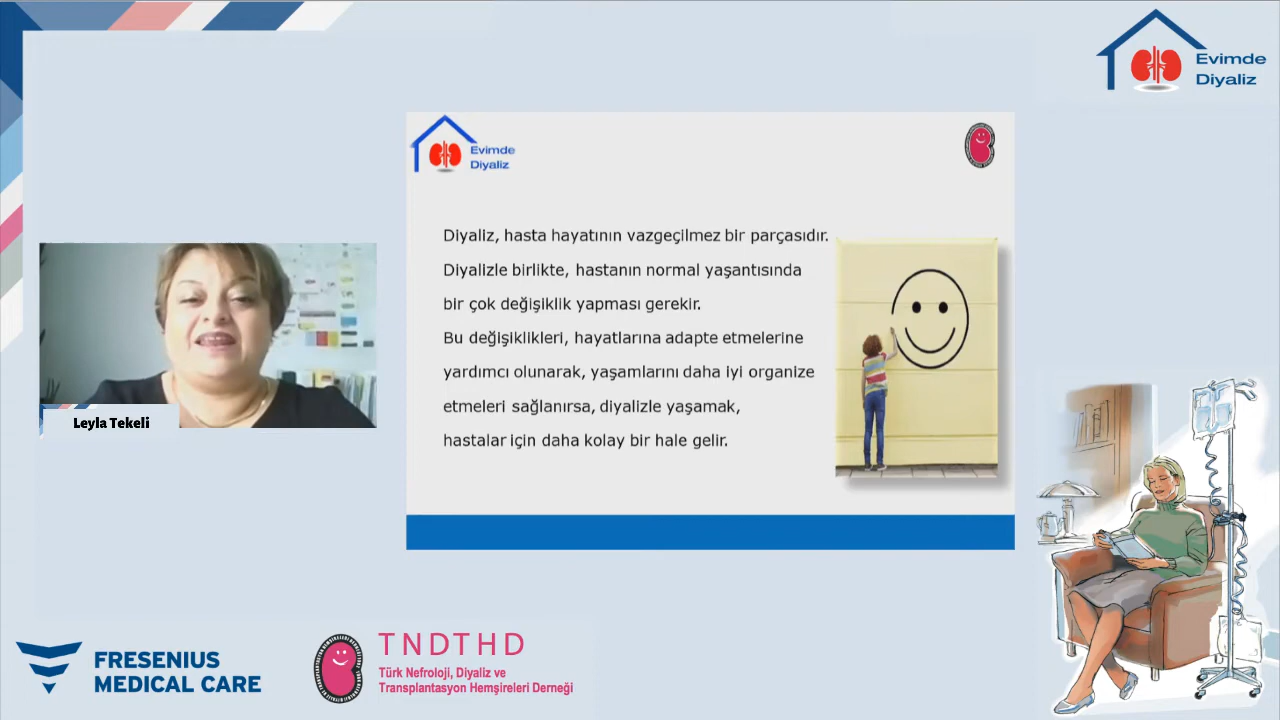 Evimde
Diyaliz
Evimde
Diyaliz
Diyaliz, hasta hayatının vazgeçilmez bir parçasıdır.
Diyalizle birlikte, hastanın normal yaşantısında
bir çok değişiklik yapması gerekir.
Bu değişiklikleri, hayatlarına adapte etmelerine
yardımcı olunarak, yaşamlarını daha iyi organize
etmeleri sağlanırsa, diyalizle yaşamak,
hastalar için daha kolay bir hale gelir.
Leyla Tekeli
FRESENIUS
MEDICAL CARE
TNDTHD
Türk Nefroloji, Diyaliz ve
Transplantasyon Hemşireleri Derneği